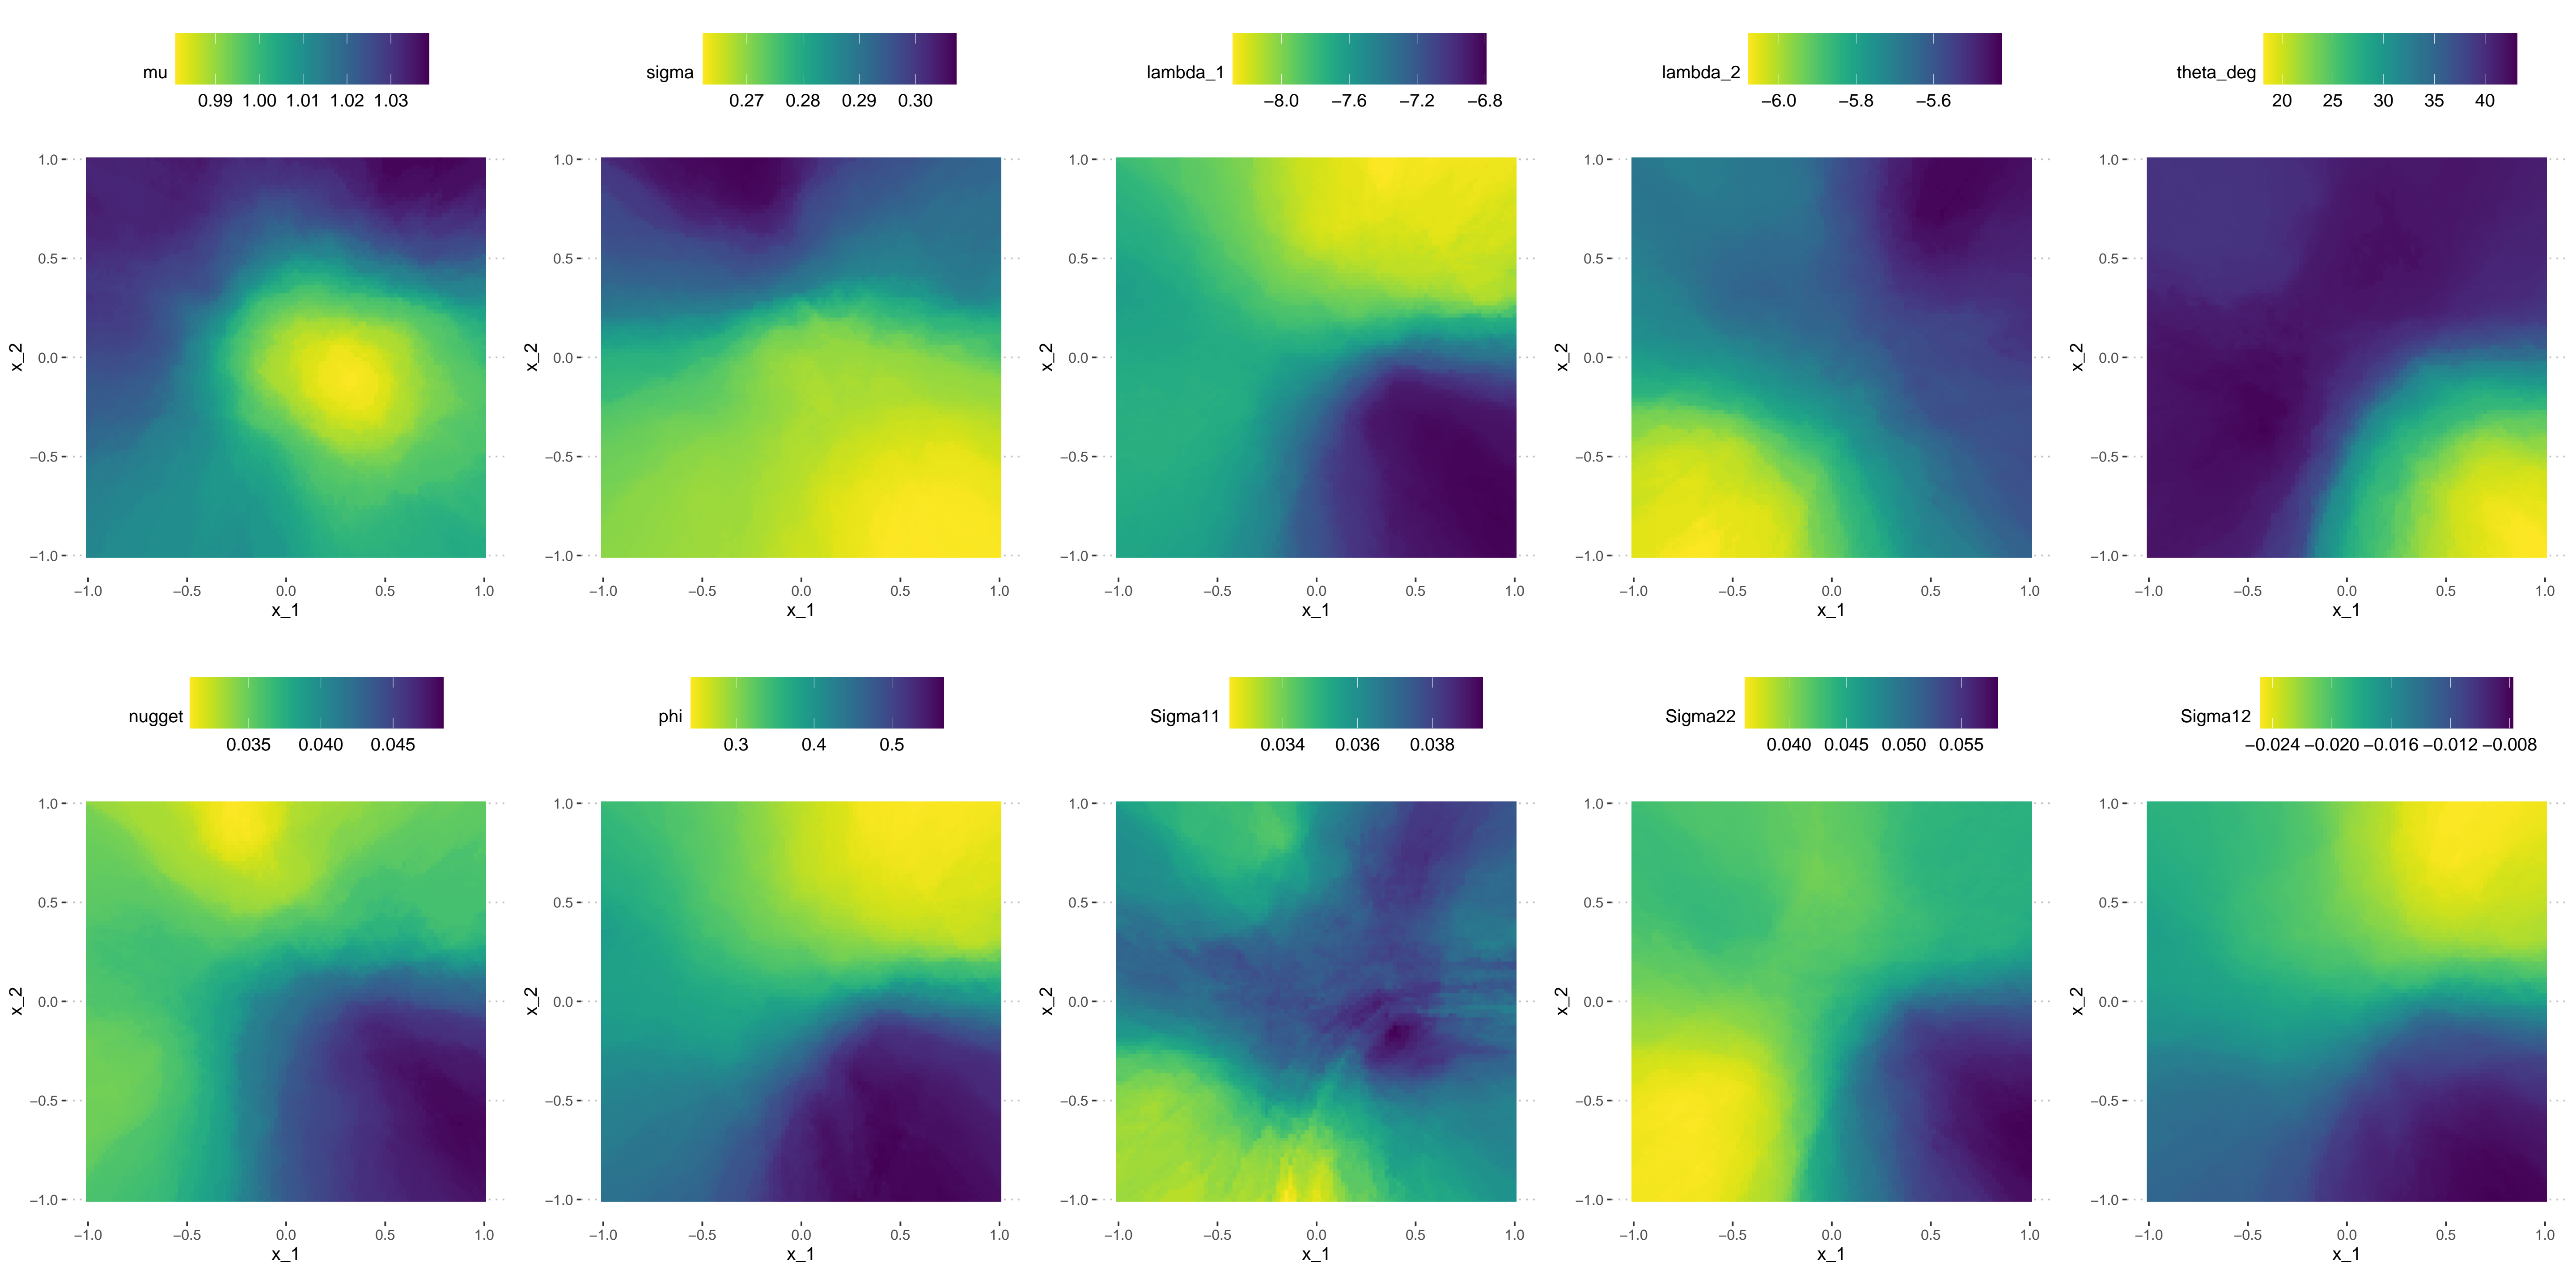 mu 0.99 1.00 1.01 1.02 1.03
sigma 0.27 0.28 0.29 0.30
lambda_1 −8.0 −7.6 −7.2 −6.8
lambda_2 −6.0 −5.8 −5.6
theta_deg 20 25 30 35 40
x_2 1.0 0.5 0.0 −0.5 −1.0
x_2 1.0 0.5 0.0 −0.5 −1.0
x_2 1.0 0.5 0.0 −0.5 −1.0
x_2 1.0 0.5 0.0 −0.5 −1.0
x_2 1.0 0.5 0.0 −0.5 −1.0
−1.0 −0.5 0.0 0.5 1.0
−1.0 −0.5 0.0 0.5 1.0
−1.0 −0.5 0.0 0.5 1.0
−1.0 −0.5 0.0 0.5 1.0
−1.0 −0.5 0.0 0.5 1.0
x_1 x_1 x_1 x_1 x_1
nugget 0.035 0.040 0.045
phi 0.3 0.4 0.5
Sigma11 0.034 0.036 0.038
Sigma22 0.040 0.045 0.050 0.055
Sigma12 −0.024 −0.020 −0.016 −0.012 −0.008
x_2 1.0 0.5 0.0 −0.5 −1.0
x_2 1.0 0.5 0.0 −0.5 −1.0
x_2 1.0 0.5 0.0 −0.5 −1.0
x_2 1.0 0.5 0.0 −0.5 −1.0
x_2 1.0 0.5 0.0 −0.5 −1.0
−1.0 −0.5 0.0 0.5 1.0
−1.0 −0.5 0.0 0.5 1.0
−1.0 −0.5 0.0 0.5 1.0
−1.0 −0.5 0.0 0.5 1.0
−1.0 −0.5 0.0 0.5 1.0
x_1 x_1 x_1 x_1 x_1